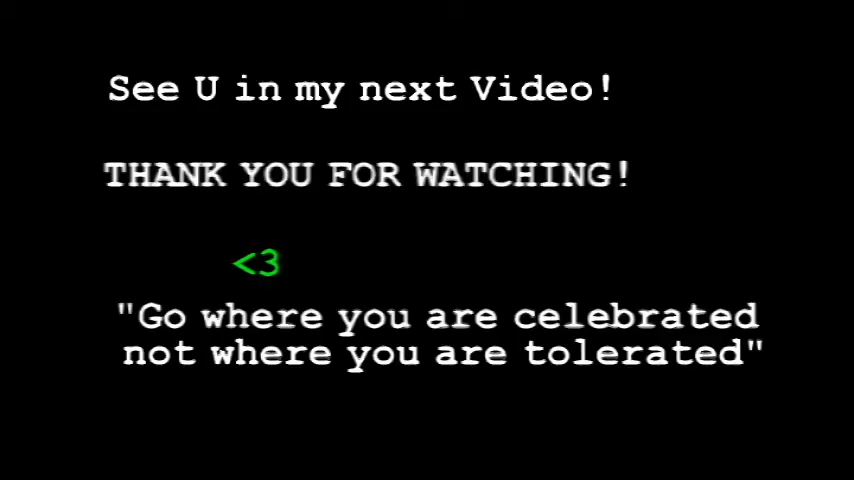 See U in my next Video!
THANK YOU FOR WATCHING!
<3
"Go where you are celebrated
not where you are tolerated"